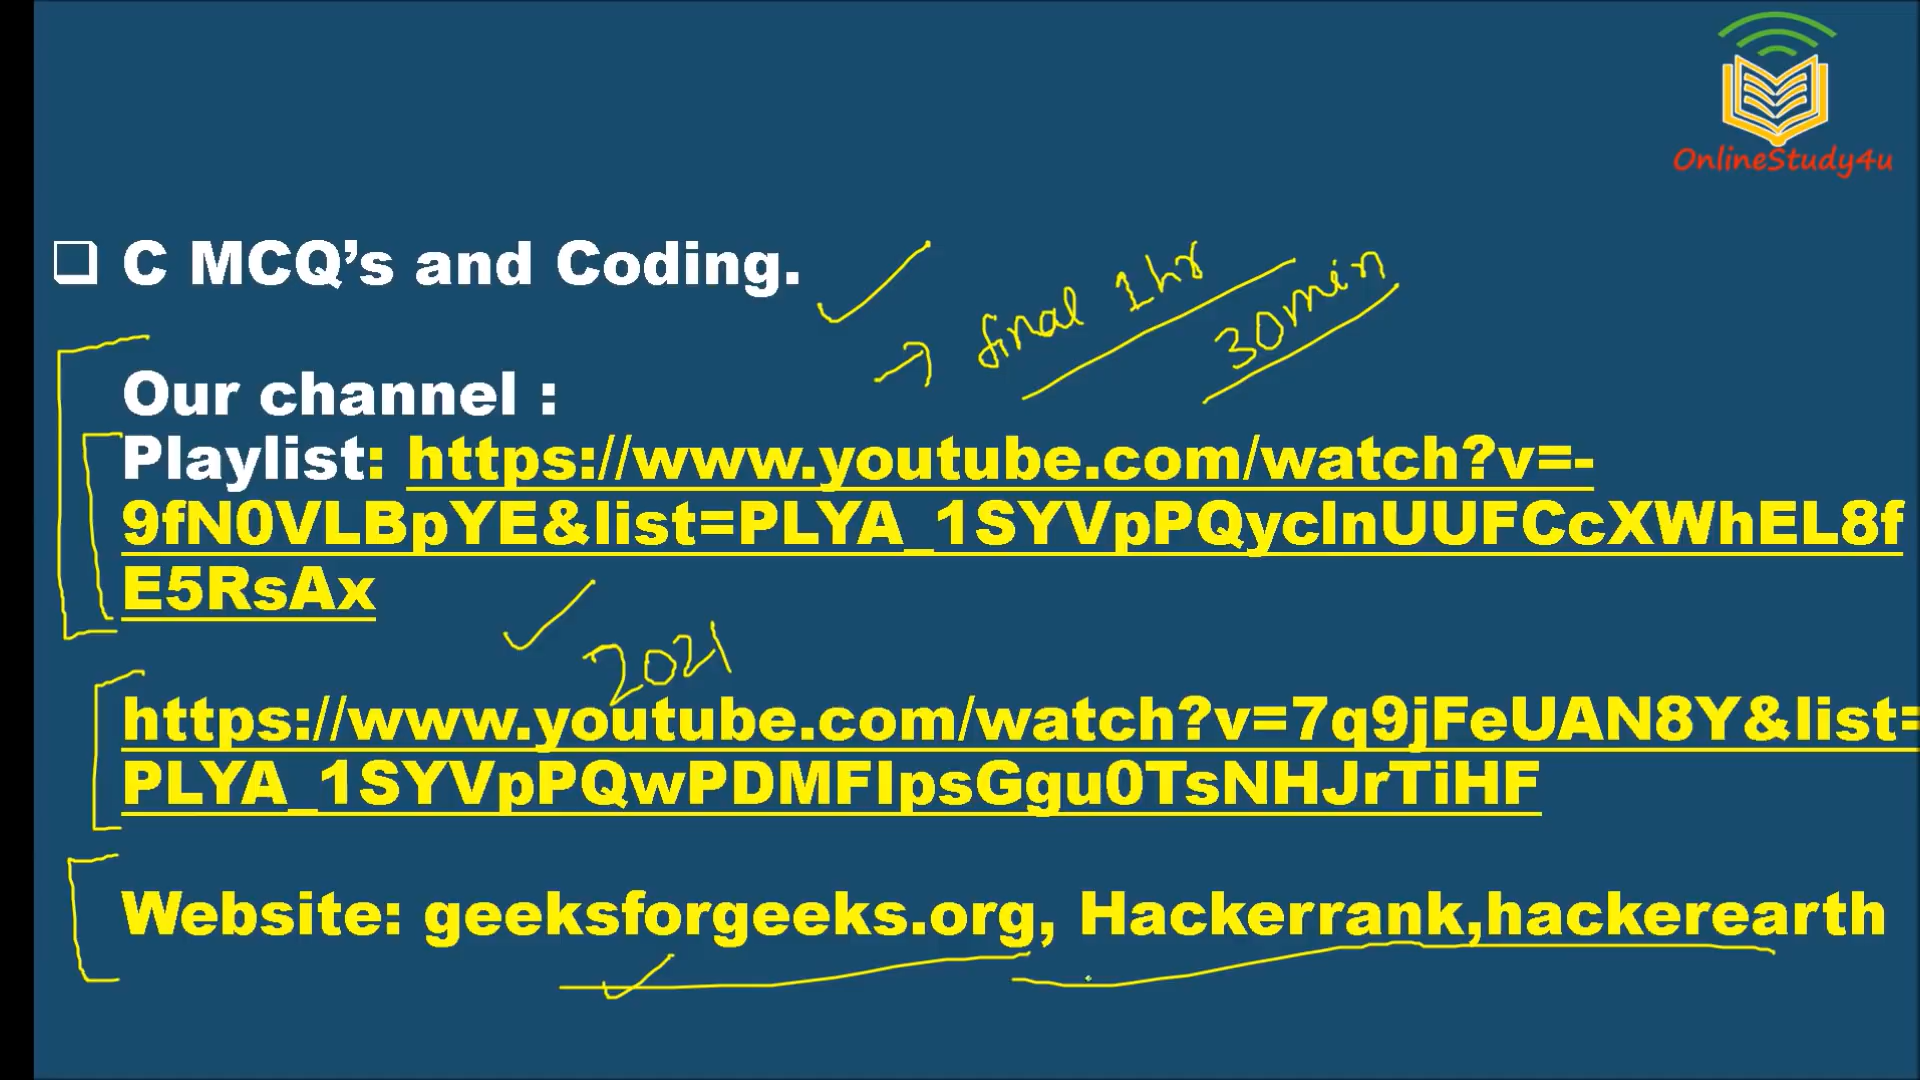 OnlineStudy4u
❑ C MCQ’s and Coding.
→ final 1hr
30min
Our channel :
Playlist: https://www.youtube.com/watch?v=-
9fN0VLBpYE&list=PLYA_1SYVpPQycInUUFCcXWhEL8f
E5RsAx
2021
https://www.youtube.com/watch?v=7q9jFeUAN8Y&list=
PLYA_1SYVpPQwPDMFIpsGgu0TsNHJrTiHF
Website: geeksforgeeks.org, Hackerrank,hackerearth